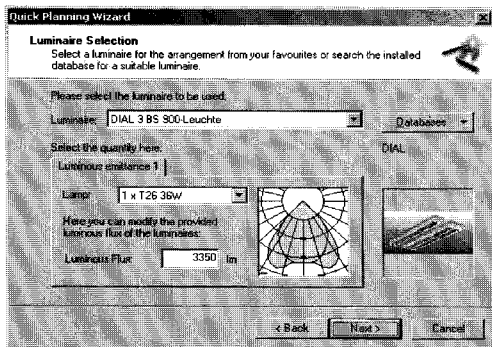 Quick Planning Wizard
Luminaire Selection
Select a luminaire for the arrangement from your favourites or search the installed
database for a suitable luminaire.
Please select the luminaire to be used.
Luminaire: DIAL 3 BS 900-Leuchte
Databases
Select the quantity here.
DIAL
Luminous emittance 1
Lamp: 1 x T26 36W
Here you can modify the provided
luminous flux of the luminaires:
Luminous Flux: 3350 lm
< Back Next > Cancel